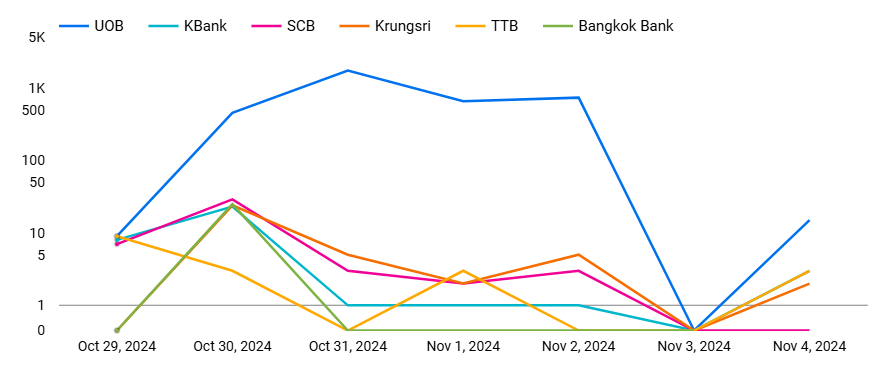 UOB KBank SCB Krungsri TTB Bangkok Bank
5K
1K
500
100
50
10
5
1
0
Oct 29, 2024 Oct 30, 2024 Oct 31, 2024 Nov 1, 2024 Nov 2, 2024 Nov 3, 2024 Nov 4, 2024